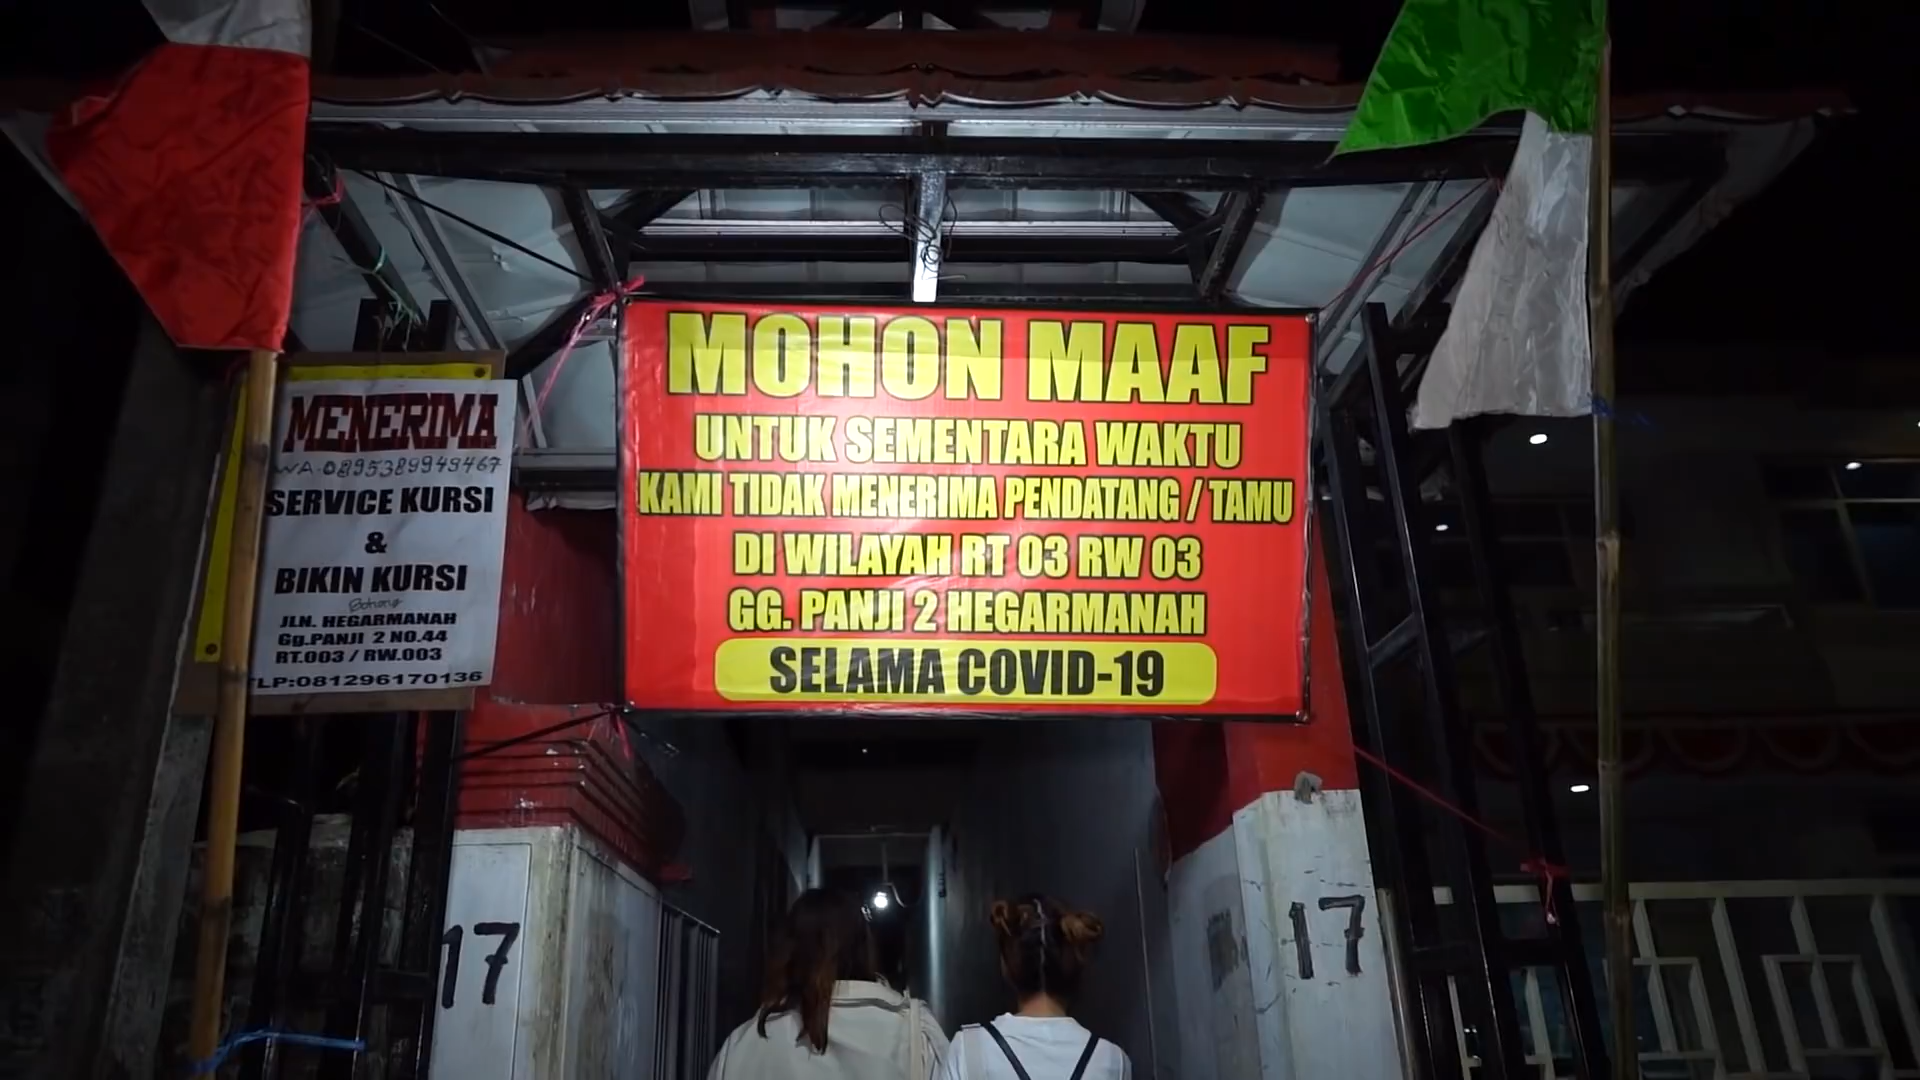 MENERIMA
WA.0895389949467
SERVICE KURSI
&
BIKIN KURSI
JLN. HEGARMANAH
Gg.PANJI 2 NO.44
RT.003 / RW.003
TLP:081296170136
MOHON MAAF
UNTUK SEMENTARA WAKTU
KAMI TIDAK MENERIMA PENDATANG / TAMU
DI WILAYAH RT 03 RW 03
GG. PANJI 2 HEGARMANAH
SELAMA COVID-19
17
17